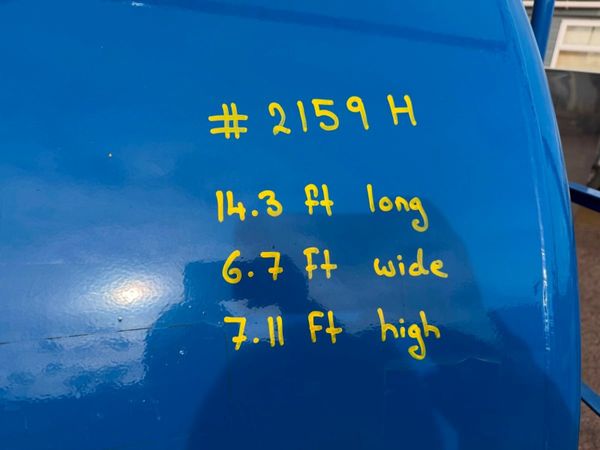 # 2159 H
14.3 ft long
6.7 ft wide
7.11 ft high